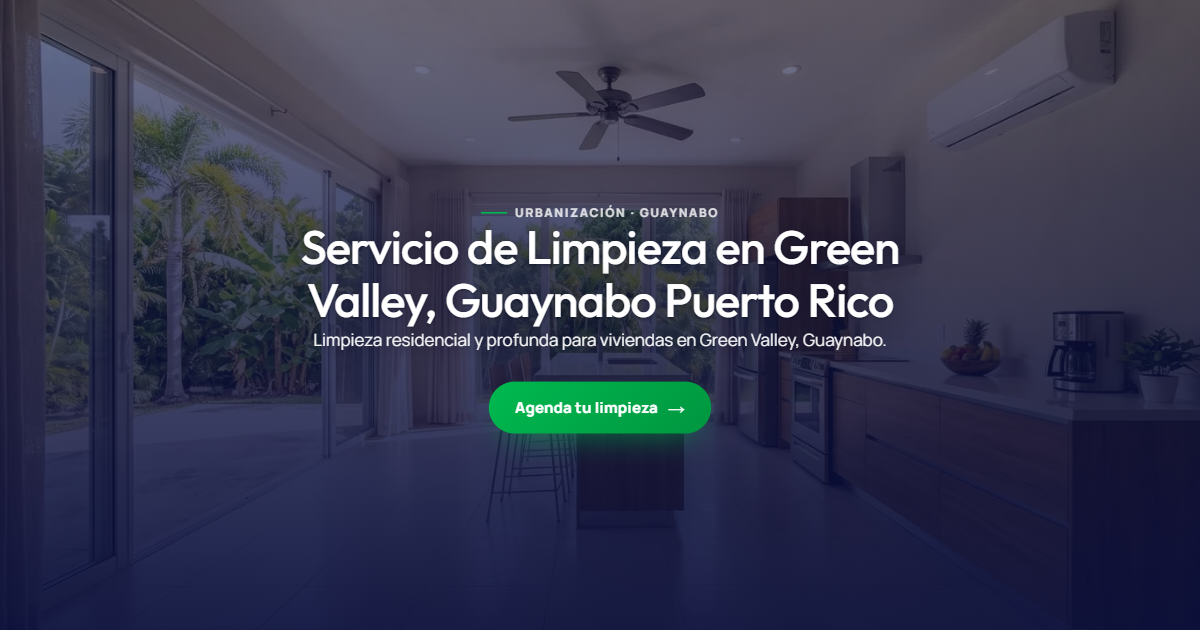 URBANIZACIÓN · GUAYNABO
Servicio de Limpieza en Green
Valley, Guaynabo Puerto Rico
Limpieza residencial y profunda para viviendas en Green Valley, Guaynabo.
Agenda tu limpieza →